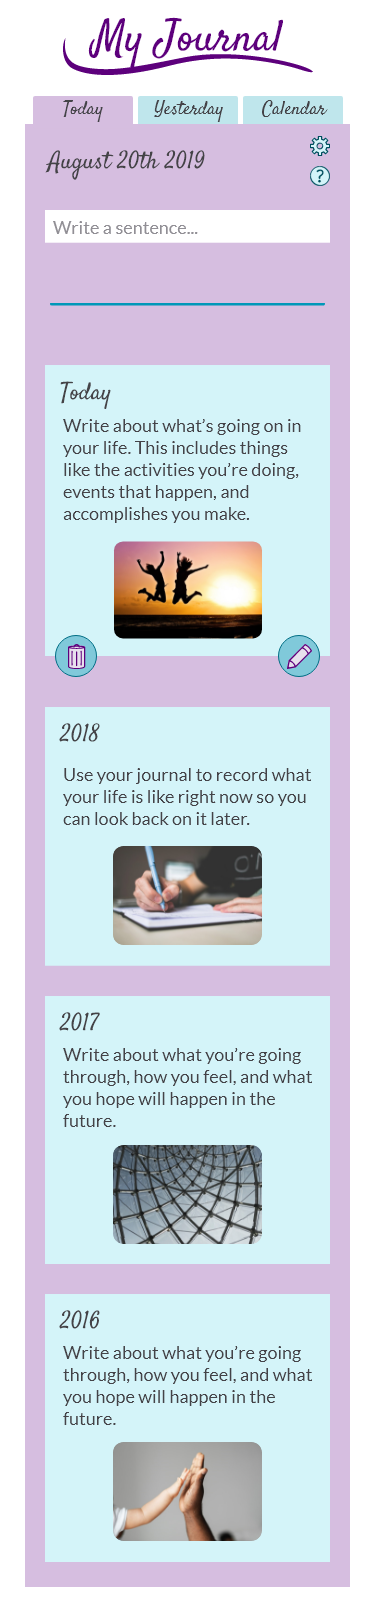 My Journal
Today
Yesterday
Calendar
August 20th 2019
?
Write a sentence...
Today
Write about what’s going on in
your life. This includes things
like the activities you’re doing,
events that happen, and
accomplishes you make.
2018
Use your journal to record what
your life is like right now so you
can look back on it later.
2017
Write about what you’re going
through, how you feel, and what
you hope will happen in the
future.
2016
Write about what you’re going
through, how you feel, and what
you hope will happen in the
future.